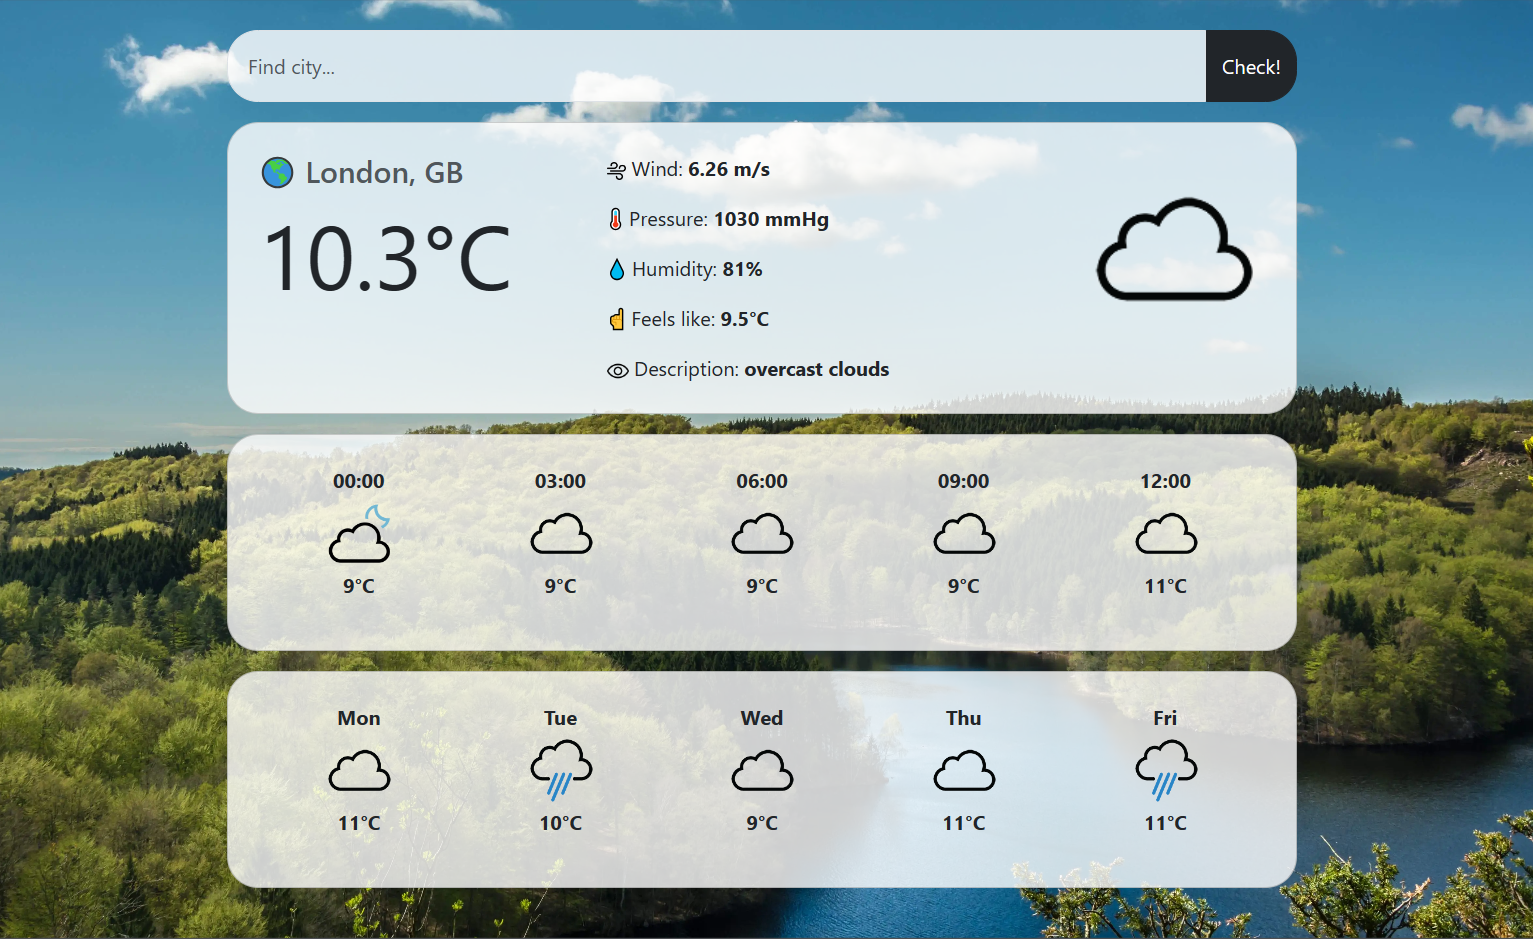 Find city...
Check!
London, GB
10.3°C
Wind: 6.26 m/s
Pressure: 1030 mmHg
Humidity: 81%
Feels like: 9.5°C
Description: overcast clouds
00:00 03:00 06:00 09:00 12:00
9°C 9°C 9°C 9°C 11°C
Mon Tue Wed Thu Fri
11°C 10°C 9°C 11°C 11°C